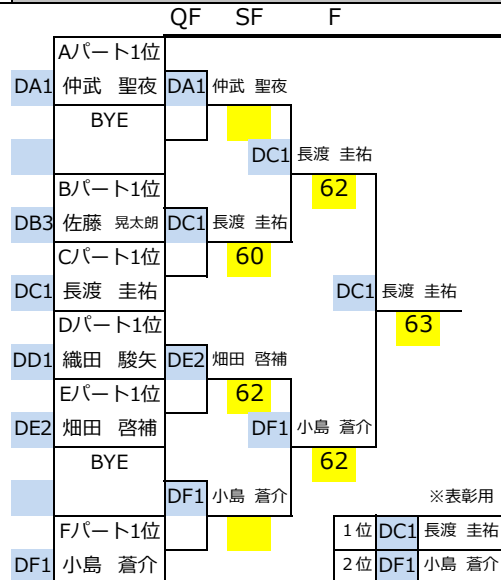 QF SF F
Aパート1位
DA1 仲武 聖夜 DA1 仲武 聖夜
BYE
DC1 長渡 圭祐
Bパート1位 62
DB3 佐藤 晃太朗 DC1 長渡 圭祐
Cパート1位 60
DC1 長渡 圭祐 DC1 長渡 圭祐
Dパート1位 63
DD1 織田 駿矢 DE2 畑田 啓補
Eパート1位 62
DE2 畑田 啓補 DF1 小島 蒼介
BYE 62
DF1 小島 蒼介 ※表彰用
Fパート1位 1位 DC1 長渡 圭祐
DF1 小島 蒼介 2位 DF1 小島 蒼介